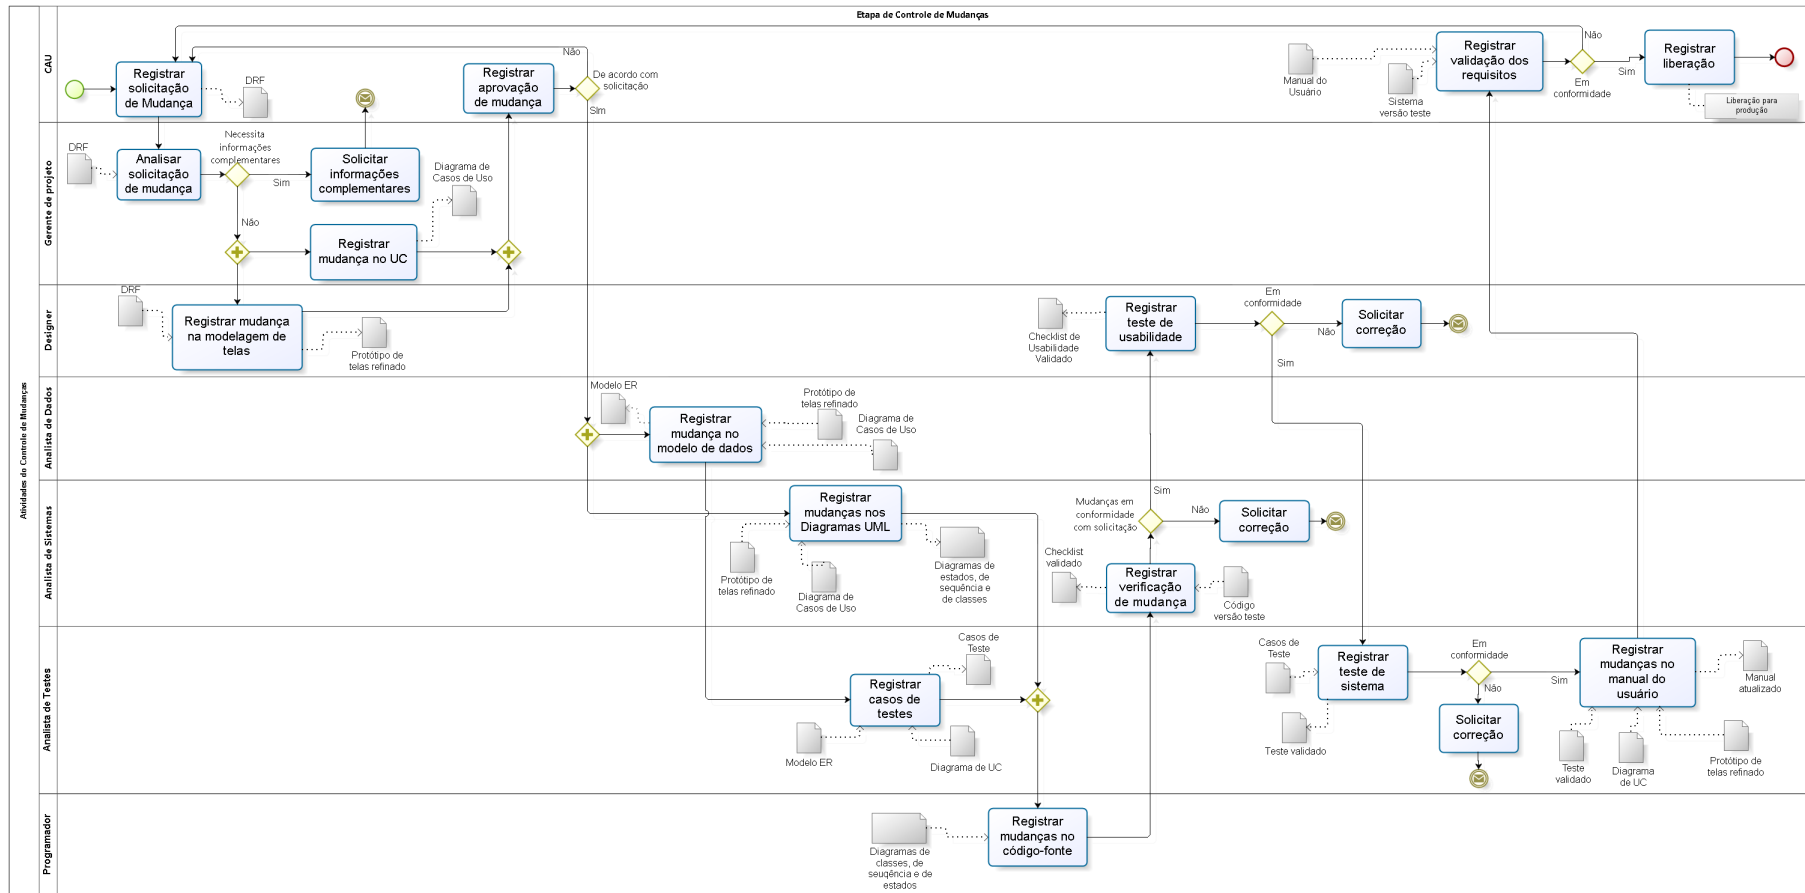 Etapa de Controle de Mudanças
Atividades do Controle de Mudanças
CAU
Registrar
solicitação
de Mudança
DRF
Registrar
aprovação
de mudança
Não
De acordo com
solicitação
SIm
Manual do
Usuário
Sistema
versão teste
Registrar
validação dos
requisitos
Não
Em
conformidade
Sim
Registrar
liberação
Liberação para
produção
Gerente de projeto
DRF
Analisar
solicitação
de mudança
Necessita
informações
complementares
Sim
Não
Solicitar
informações
complementares
Diagrama de
Casos de Uso
Registrar
mudança no UC
Designer
DRF
Registrar mudança
na modelagem de
telas
Protótipo de
telas refinado
Checklist de
Usabilidade
Validado
Registrar
teste de
usabilidade
Em
conformidade
Não
Sim
Solicitar
correção
Analista de Dados
Modelo ER
Registrar
mudança no
modelo de dados
Protótipo de
telas refinado
Diagrama de
Casos de Uso
Analista de Sistemas
Registrar
mudanças nos
Diagramas UML
Protótipo de
telas refinado
Diagrama de
Casos de Uso
Diagramas de
estados, de
sequência e
de classes
Mudanças em
conformidade
com solicitação
Sim
Não
Solicitar
correção
Checklist
validado
Registrar
verificação
de mudança
Código
versão teste
Analista de Testes
Casos de
Teste
Registrar
casos de
testes
Modelo ER
Diagrama de UC
Casos de
Teste
Registrar
teste de
sistema
Teste validado
Em
conformidade
Sim
Não
Solicitar
correção
Registrar
mudanças no
manual do
usuário
Manual
atualizado
Teste
validado
Diagrama
de UC
Protótipo de
telas refinado
Programador
Diagramas de
classes, de
seuqência e de
estados
Registrar
mudanças no
código-fonte